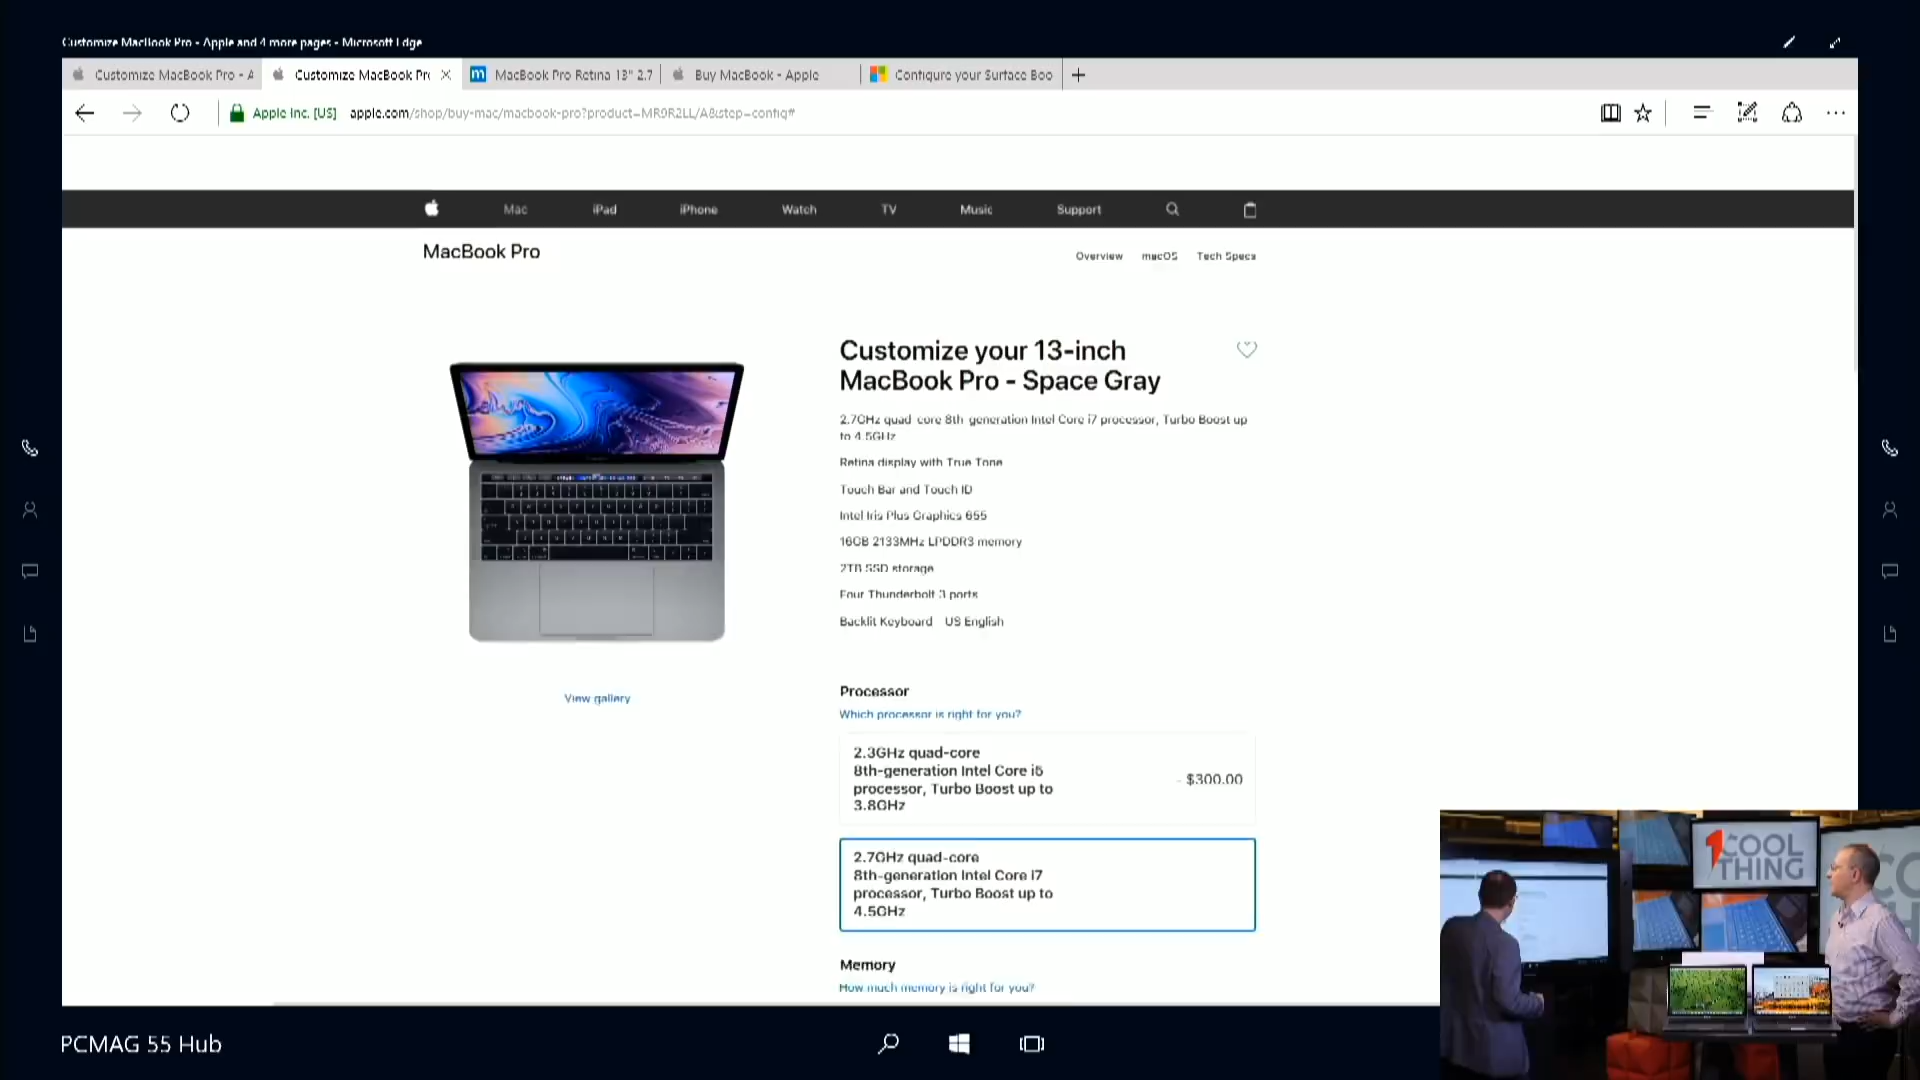 Customize MacBook Pro - Apple and 4 more pages - Microsoft Edge
Customize MacBook Pro - A
Customize MacBook Pr
MacBook Pro Retina 13" 2.7
Buy MacBook - Apple
Configure your Surface Boo
Apple Inc. [US]
apple.com/shop/buy-mac/macbook-pro?product=MR9R2LL/A&step=config#
Mac
iPad
iPhone
Watch
TV
Music
Support
MacBook Pro
Overview
macOS
Tech Specs
Customize your 13-inch
MacBook Pro - Space Gray
2.7GHz quad-core 8th-generation Intel Core i7 processor, Turbo Boost up
to 4.5GHz
Retina display with True Tone
Touch Bar and Touch ID
Intel Iris Plus Graphics 655
16GB 2133MHz LPDDR3 memory
2TB SSD storage
Four Thunderbolt 3 ports
Backlit Keyboard - US English
View gallery
Processor
Which processor is right for you?
2.3GHz quad-core
8th-generation Intel Core i5
processor, Turbo Boost up to
3.8GHz
- $300.00
2.7GHz quad-core
8th-generation Intel Core i7
processor, Turbo Boost up to
4.5GHz
Memory
How much memory is right for you?
PCMAG 55 Hub
1 COOL
THING